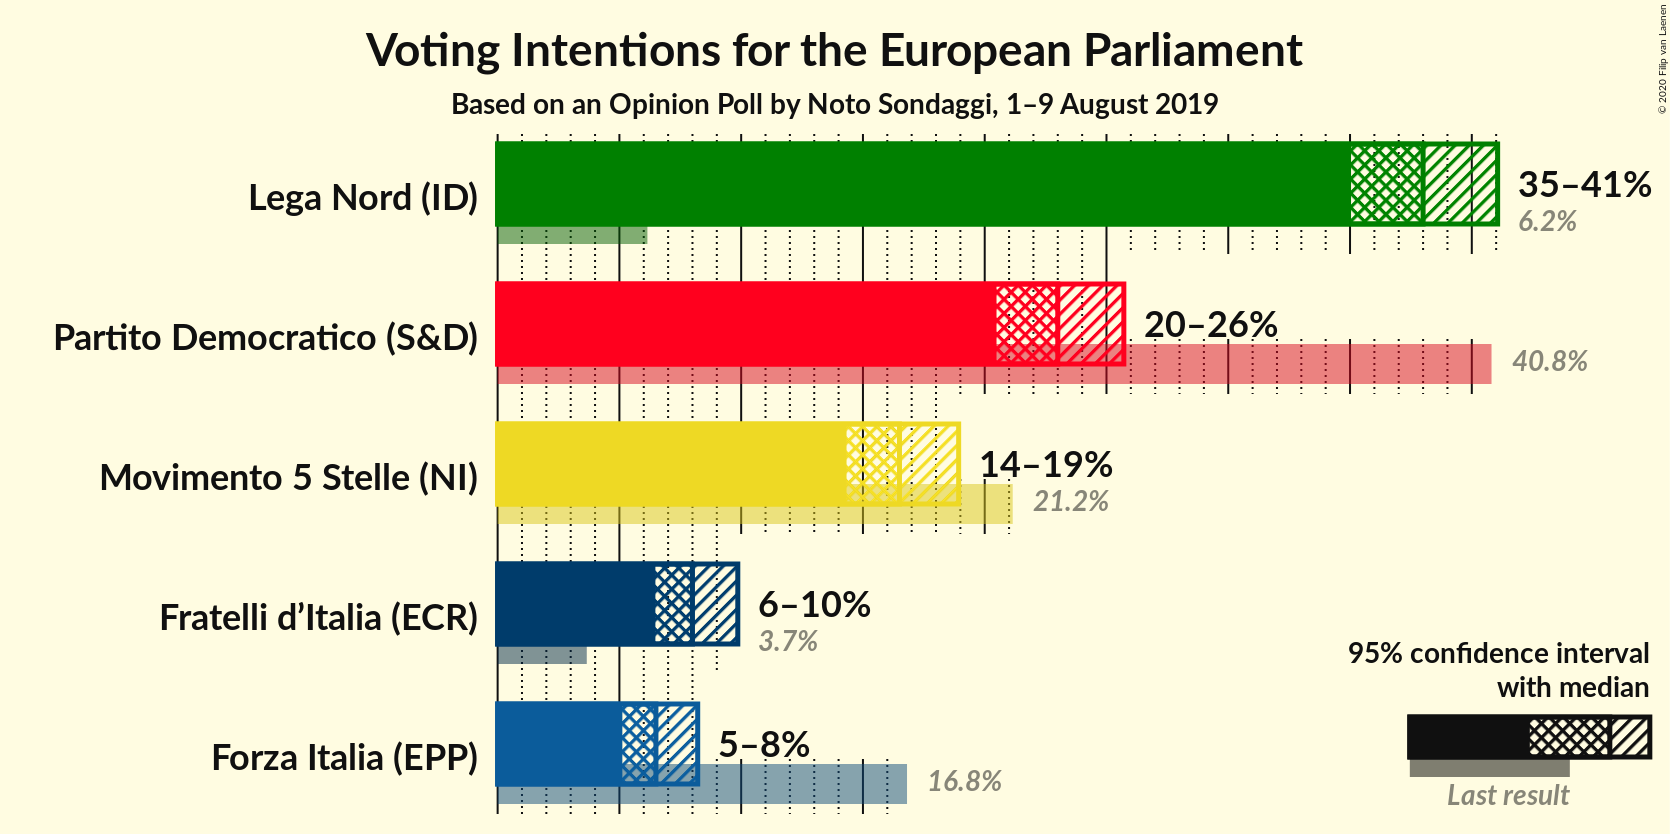 Voting Intentions for the European Parliament
Based on an Opinion Poll by Noto Sondaggi, 1–9 August 2019
© 2020 Filip van Laenen
Lega Nord (ID)
35–41%
6.2%
Partito Democratico (S&D)
20–26%
40.8%
Movimento 5 Stelle (NI)
14–19%
21.2%
Fratelli d’Italia (ECR)
6–10%
3.7%
Forza Italia (EPP)
5–8%
16.8%
95% confidence interval
with median
Last result